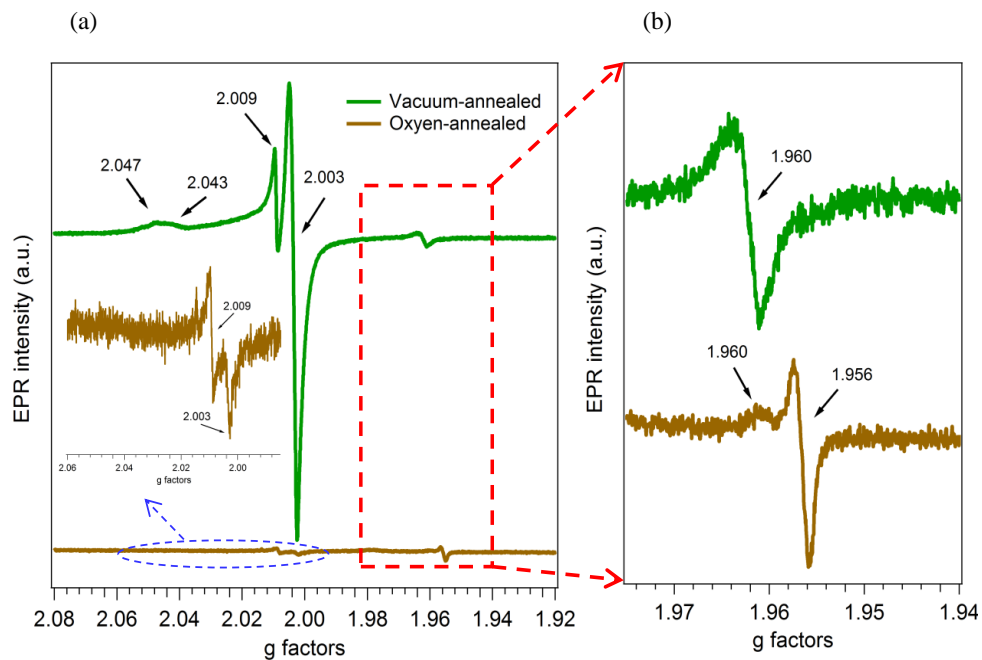 (a)
(b)
2.009
Vacuum-annealed
Oxyen-annealed
2.047
2.043
2.003
EPR intensity (a.u.)
2.009
2.003
2.06 2.04 2.02 2.00
g factors
2.08 2.06 2.04 2.02 2.00 1.98 1.96 1.94 1.92
g factors
1.960
EPR intensity (a.u.)
1.960
1.956
1.97 1.96 1.95 1.94
g factors